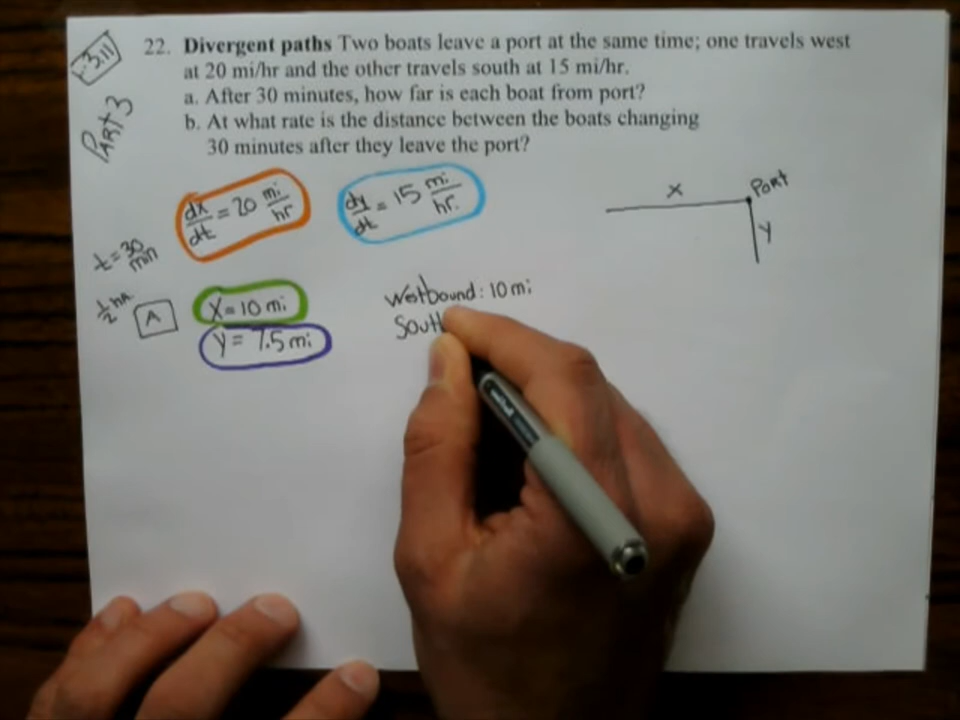 3.11
PART 3
22. Divergent paths Two boats leave a port at the same time; one travels west
at 20 mi/hr and the other travels south at 15 mi/hr.
a. After 30 minutes, how far is each boat from port?
b. At what rate is the distance between the boats changing
30 minutes after they leave the port?
dx/dt = 20 mi/hr
dy/dt = 15 mi/hr.
x
Port
y
t = 30 min
1/2 hr
A
X = 10 mi
y = 7.5 mi
Westbound: 10 mi
South